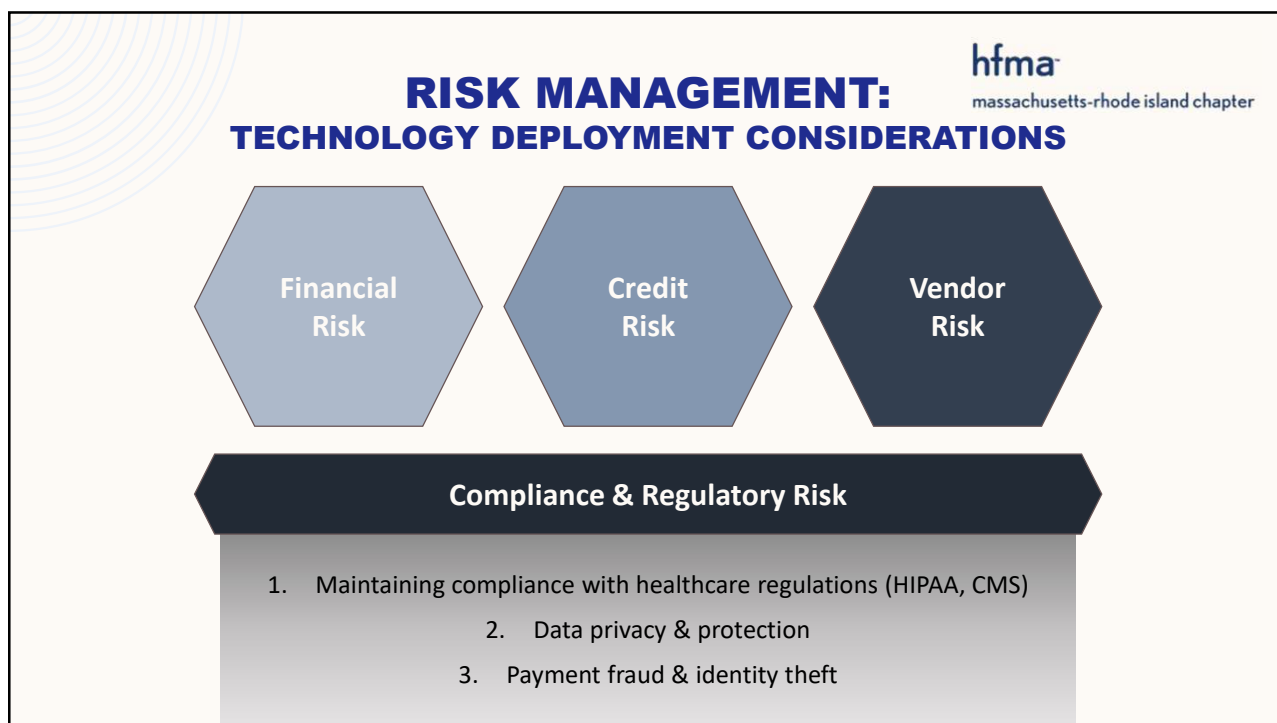 hfma
massachusetts-rhode island chapter
RISK MANAGEMENT:
TECHNOLOGY DEPLOYMENT CONSIDERATIONS
Financial
Risk
Credit
Risk
Vendor
Risk
Compliance & Regulatory Risk
1. Maintaining compliance with healthcare regulations (HIPAA, CMS)
2. Data privacy & protection
3. Payment fraud & identity theft